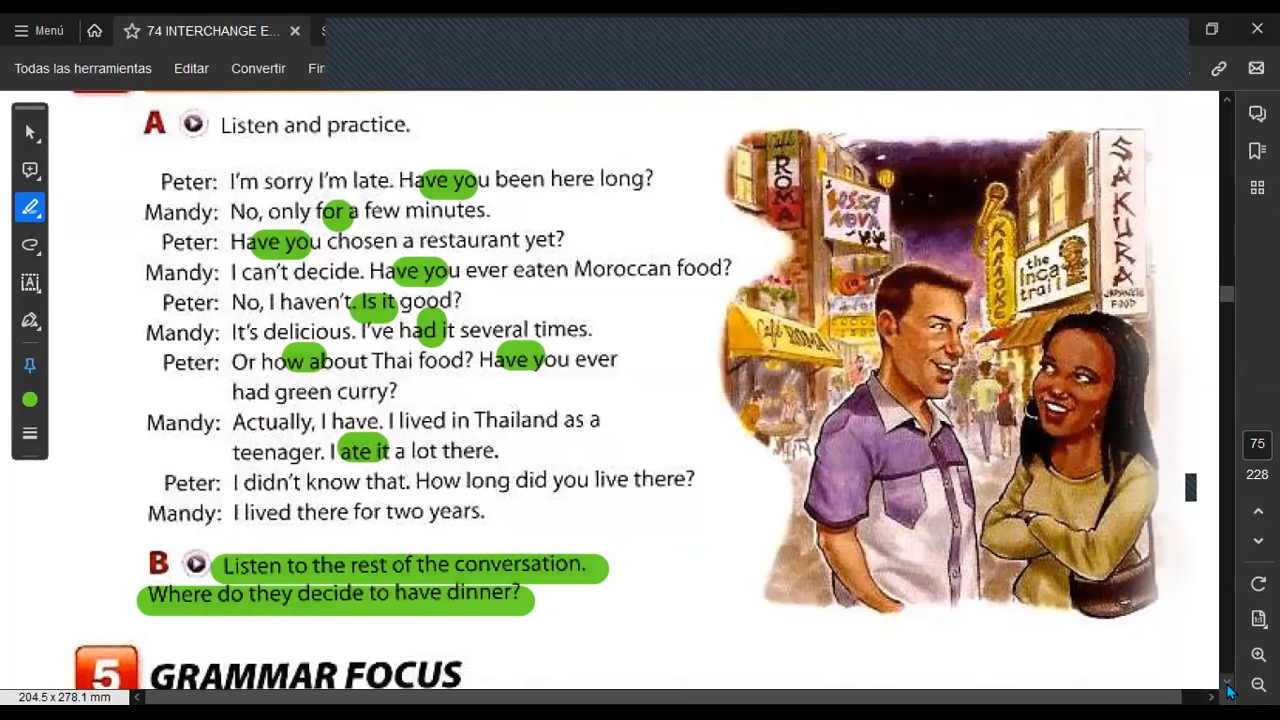 Menú
74 INTERCHANGE E...
Todas las herramientas Editar Convertir Fir
A Listen and practice.
Peter: I'm sorry I'm late. Have you been here long?
Mandy: No, only for a few minutes.
Peter: Have you chosen a restaurant yet?
Mandy: I can't decide. Have you ever eaten Moroccan food?
Peter: No, I haven't. Is it good?
Mandy: It's delicious. I've had it several times.
Peter: Or how about Thai food? Have you ever
had green curry?
Mandy: Actually, I have. I lived in Thailand as a
teenager. I ate it a lot there.
Peter: I didn't know that. How long did you live there?
Mandy: I lived there for two years.
B Listen to the rest of the conversation.
Where do they decide to have dinner?
5 GRAMMAR FOCUS
Café ROMA
BOSSA NOVA
KARAOKE
the Inca trail
SAKURA
JAPANESE FOOD
Café ROMA
75
228
204.5 x 278.1 mm